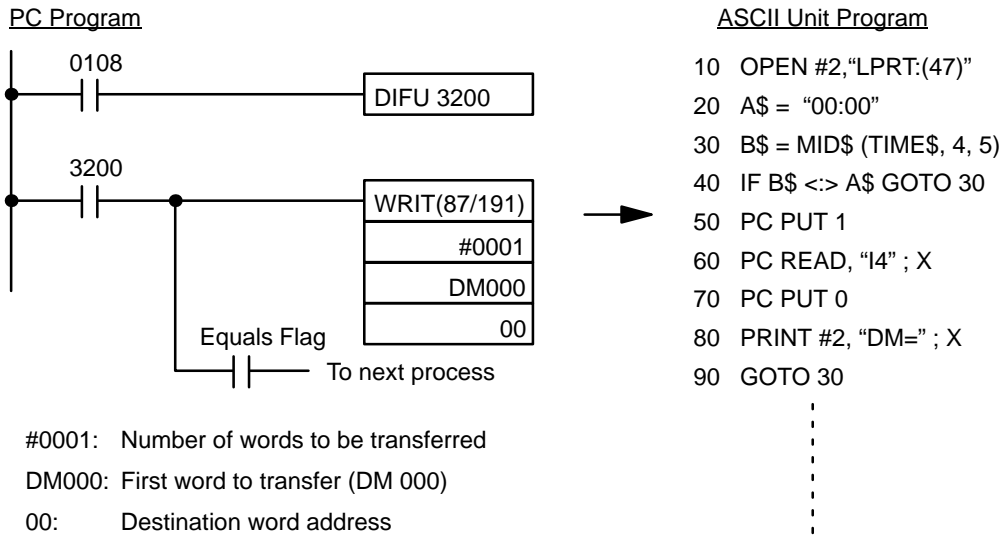 PC Program
0108
DIFU 3200
3200
WRIT(87/191)
#0001
DM000
00
Equals Flag
To next process
#0001: Number of words to be transferred
DM000: First word to transfer (DM 000)
00: Destination word address
ASCII Unit Program
10 OPEN #2,“LPRT:(47)”
20 A$ = “00:00”
30 B$ = MID$ (TIME$, 4, 5)
40 IF B$ <:> A$ GOTO 30
50 PC PUT 1
60 PC READ, “I4” ; X
70 PC PUT 0
80 PRINT #2, “DM=” ; X
90 GOTO 30